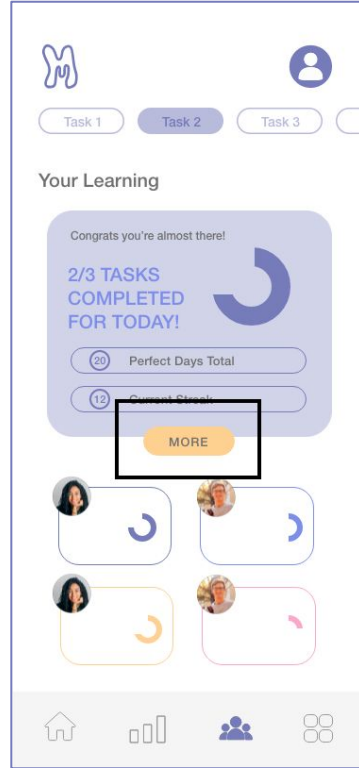 Task 1
Task 2
Task 3
Your Learning
Congrats you're almost there!
2/3 TASKS
COMPLETED
FOR TODAY!
20 Perfect Days Total
12 Current Streak
MORE